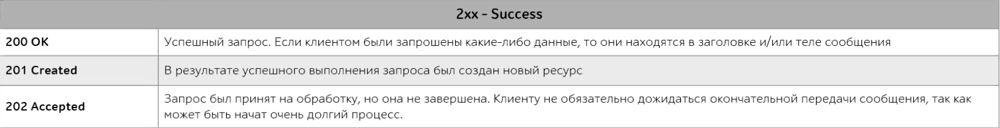 2xx - Success
200 OK
Успешный запрос. Если клиентом были запрошены какие-либо данные, то они находятся в заголовке и/или теле сообщения
201 Created
В результате успешного выполнения запроса был создан новый ресурс
202 Accepted
Запрос был принят на обработку, но она не завершена. Клиенту не обязательно дожидаться окончательной передачи сообщения, так как
может быть начат очень долгий процесс.